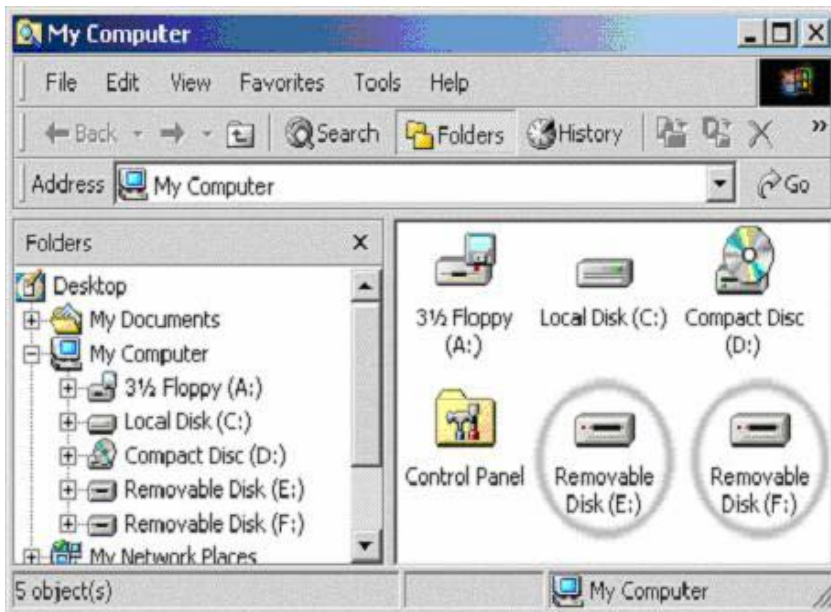 My Computer
File Edit View Favorites Tools Help
Back Search Folders History »
Address My Computer Go
Folders x
Desktop
My Documents
My Computer
3½ Floppy (A:)
Local Disk (C:)
Compact Disc (D:)
Removable Disk (E:)
Removable Disk (F:)
My Network Places
3½ Floppy (A:)
Local Disk (C:)
Compact Disc (D:)
Control Panel
Removable Disk (E:)
Removable Disk (F:)
5 object(s) My Computer